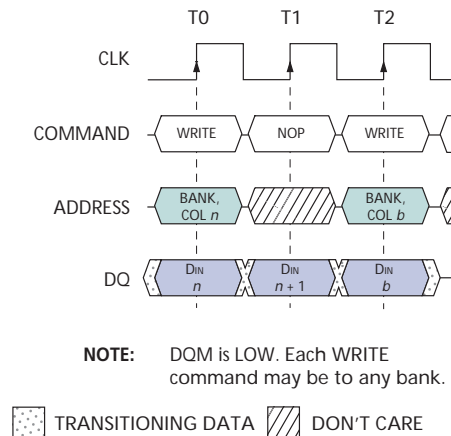 T0 T1 T2
CLK
COMMAND WRITE NOP WRITE
ADDRESS BANK, COL n BANK, COL b
DQ DIN n DIN n + 1 DIN b
NOTE: DQM is LOW. Each WRITE
command may be to any bank.
TRANSITIONING DATA DON'T CARE